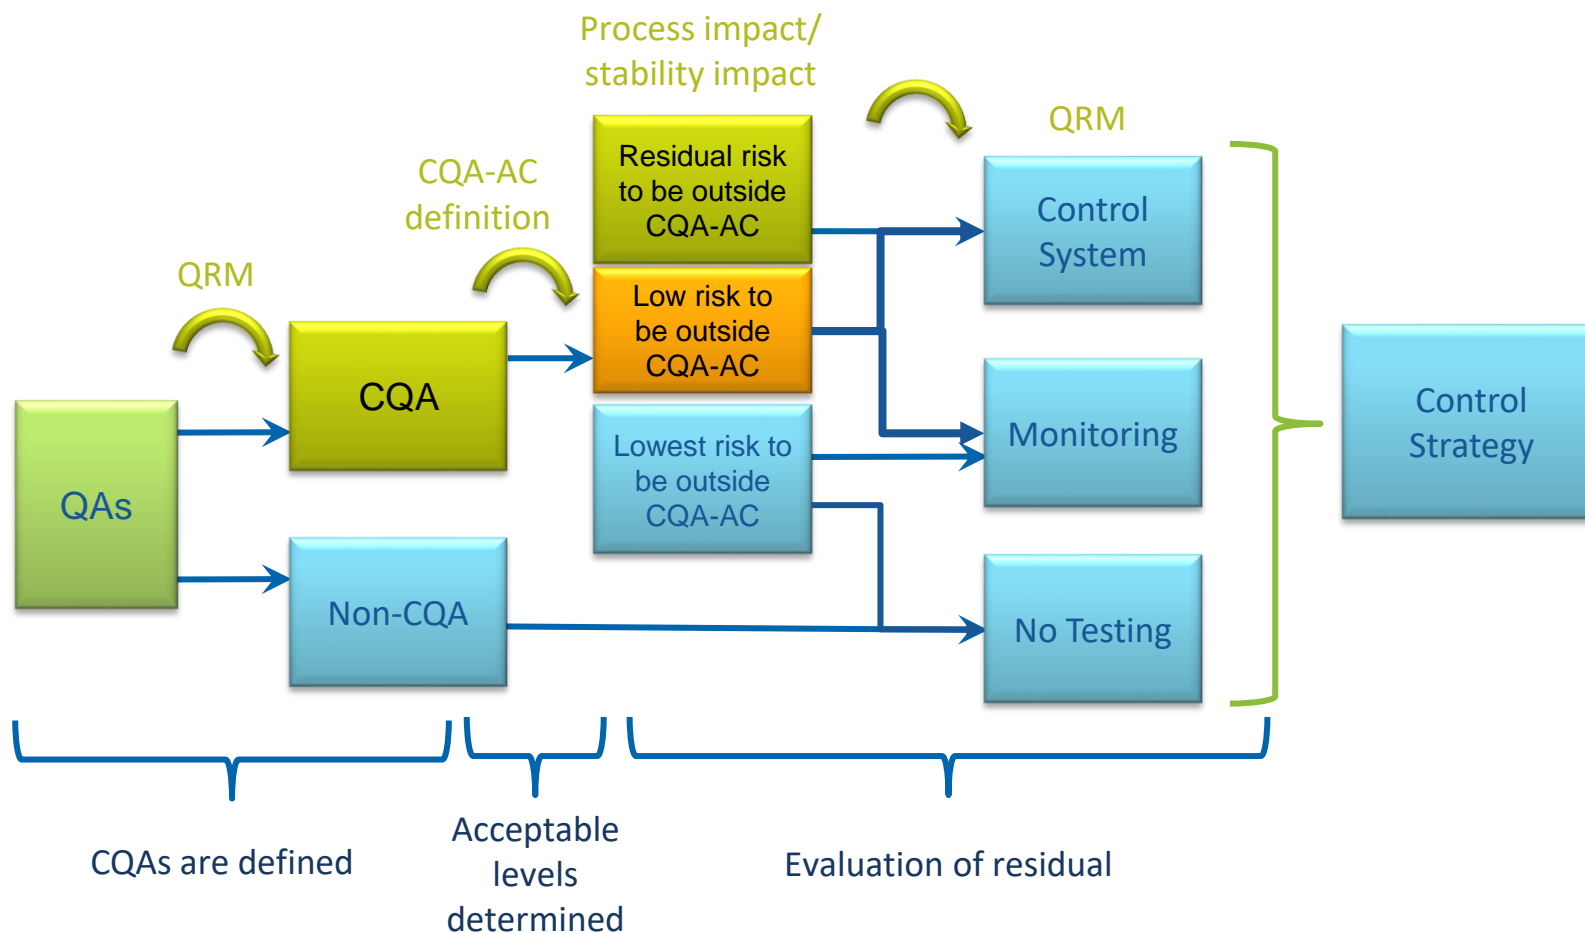 Process impact/
stability impact
QRM
CQA-AC
definition
QRM
Residual risk
to be outside
CQA-AC
Low risk to
be outside
CQA-AC
Lowest risk to
be outside
CQA-AC
Control
System
Monitoring
No Testing
CQA
Non-CQA
QAs
Control
Strategy
CQAs are defined
Acceptable
levels
determined
Evaluation of residual